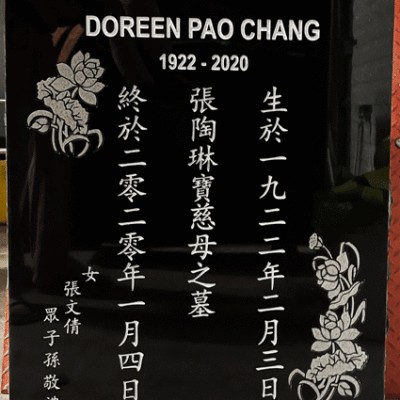 DOREEN PAO CHANG
1922 - 2020
生於一九二二年二月三日
張陶琳寶慈母之墓
終於二零二零年一月四日
女
張文倩
眾子孫敬